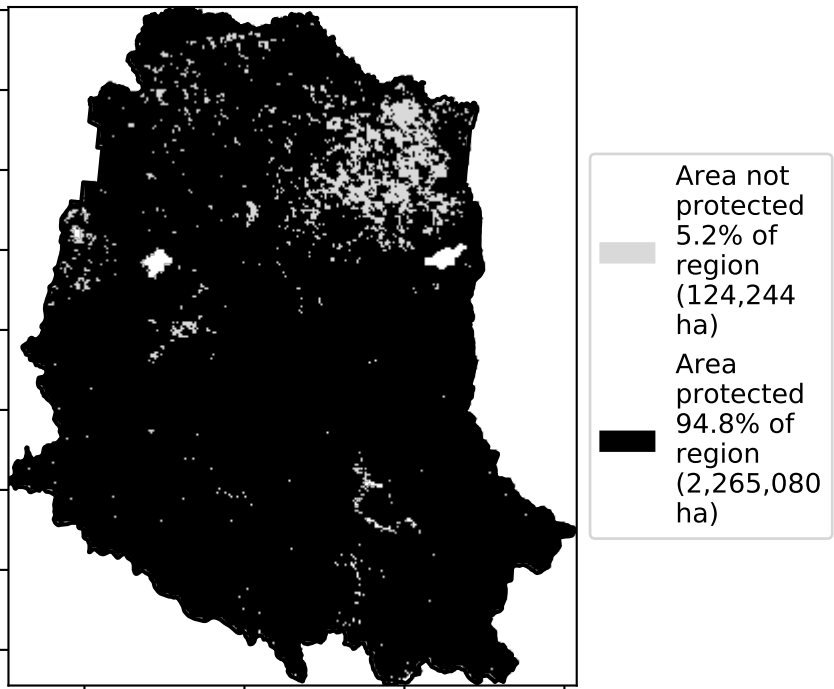 Area not
protected
5.2% of
region
(124,244
ha)
Area
protected
94.8% of
region
(2,265,080
ha)